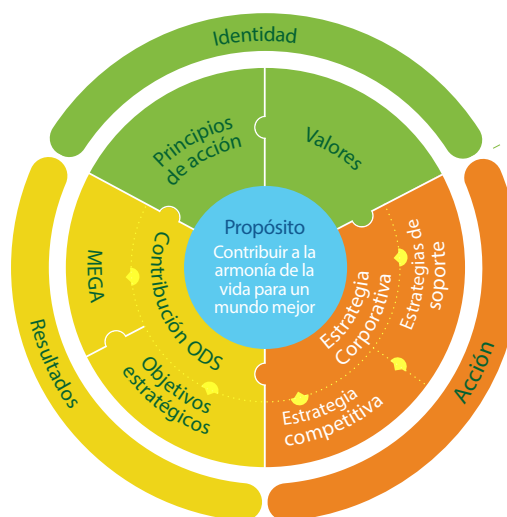 Identidad
Principios
de acción
Valores
Propósito
Contribuir a la
armonía de la
vida para un
mundo mejor
MEGA
Contribución ODS
Objetivos
estratégicos
Resultados
Estrategia
Corporativa
Estrategias de
soporte
Estrategia
competitiva
Acción